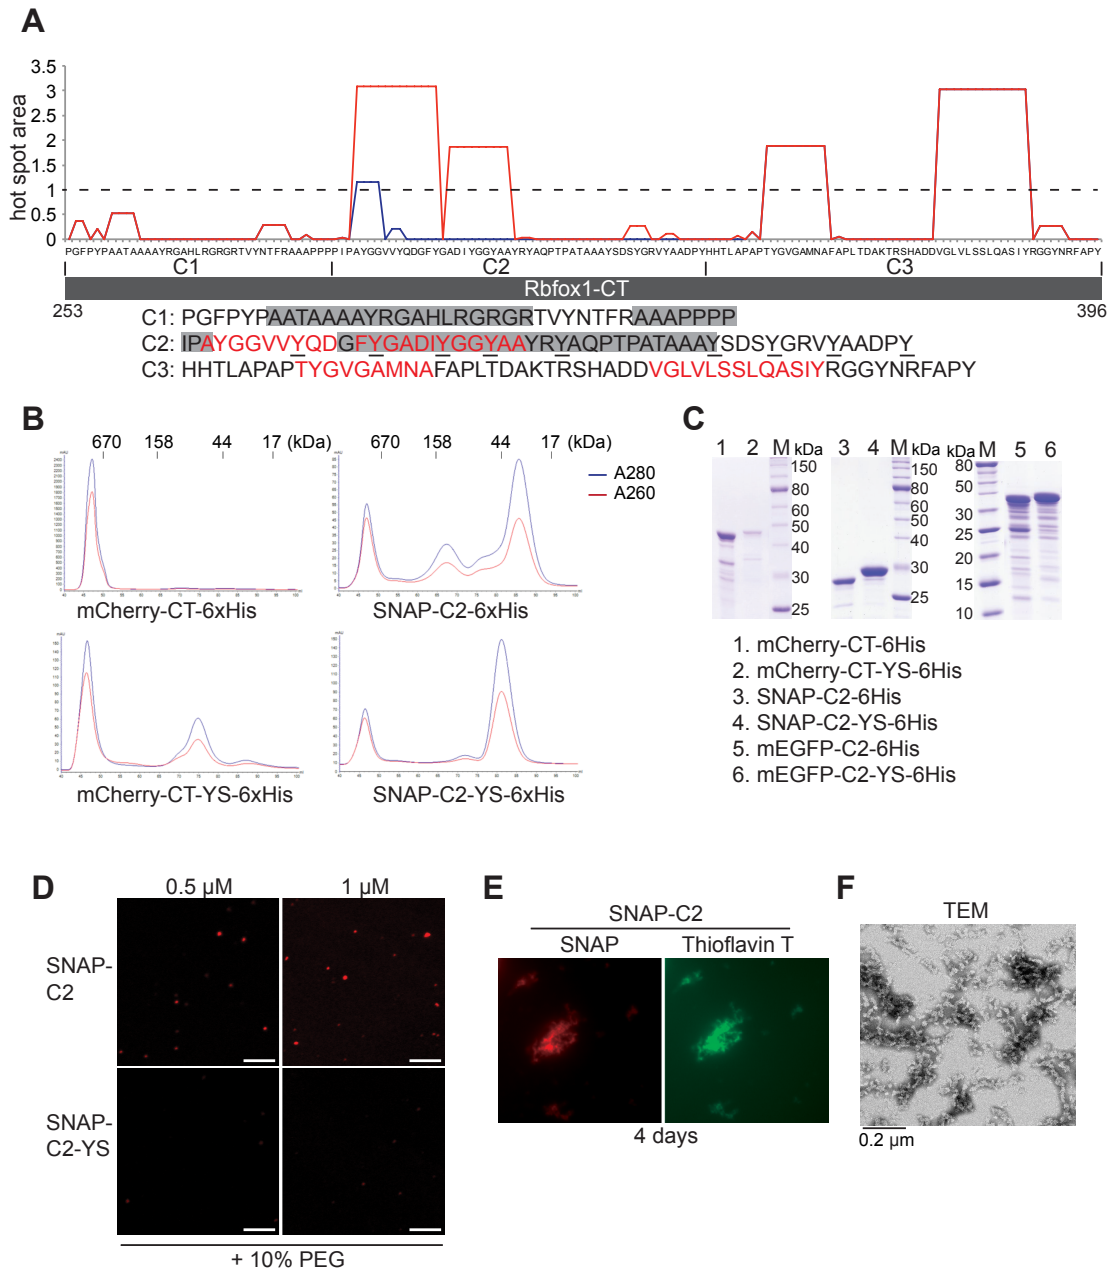 A
hot spot area
3.5
3
2.5
2
1.5
1
0.5
0
PGFPYPAATAAAAYRGAHLRGRGRTVYNTFRAAAPPPPIPAYGGVVYQDGFYGADIYGGYAAYRYAQPTPATAAAYSDSYGRVYAADPYHHTLAPAPTYGVGAMNAFAPLTDAKTRSHADDVGLVLSSLQASIYRGGYNRFAPY
C1 C2 C3
Rbfox1-CT
253 396
C1: PGFPYPAATAAAAYRGAHLRGRGRTVYNTFRAAAPPPP
C2: IPAYGGVVYQDGFYGADIYGGYAAYRYAQPTPATAAAYSDSYGRVYAADPY
C3: HHTLAPAPTYGVGAMNAFAPLTDAKTRSHADDVGLVLSSLQASIYRGGYNRFAPY
B
670 158 44 17 (kDa)
mCherry-CT-6xHis
670 158 44 17 (kDa)
A280
A260
SNAP-C2-6xHis
mCherry-CT-YS-6xHis
SNAP-C2-YS-6xHis
C
1 2 M kDa
150
80
60
50
40
30
25
3 4 M kDa
150
80
60
50
40
30
25
kDa M 5 6
80
50
30
25
20
15
10
1. mCherry-CT-6His
2. mCherry-CT-YS-6His
3. SNAP-C2-6His
4. SNAP-C2-YS-6His
5. mEGFP-C2-6His
6. mEGFP-C2-YS-6His
D
0.5 μM 1 μM
SNAP-
C2
SNAP-
C2-YS
+ 10% PEG
E
SNAP-C2
SNAP Thioflavin T
4 days
F
TEM
0.2 μm